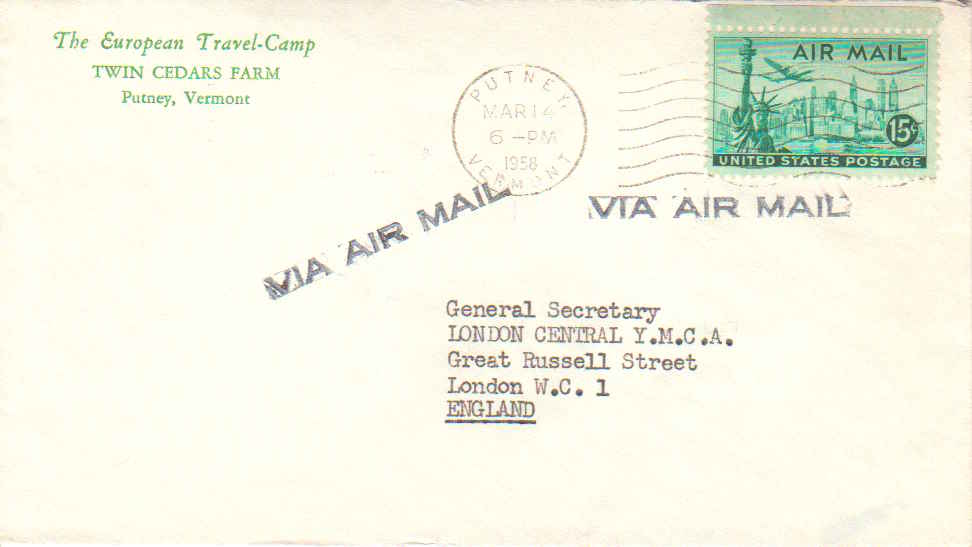 The European Travel-Camp
TWIN CEDARS FARM
Putney, Vermont
PUTNEY,
MAR 14
6 -PM
1958
VERMONT
AIR MAIL
15¢
UNITED STATES POSTAGE
VIA AIR MAIL
VIA AIR MAIL
General Secretary
LONDON CENTRAL Y.M.C.A.
Great Russell Street
London W.C. 1
ENGLAND